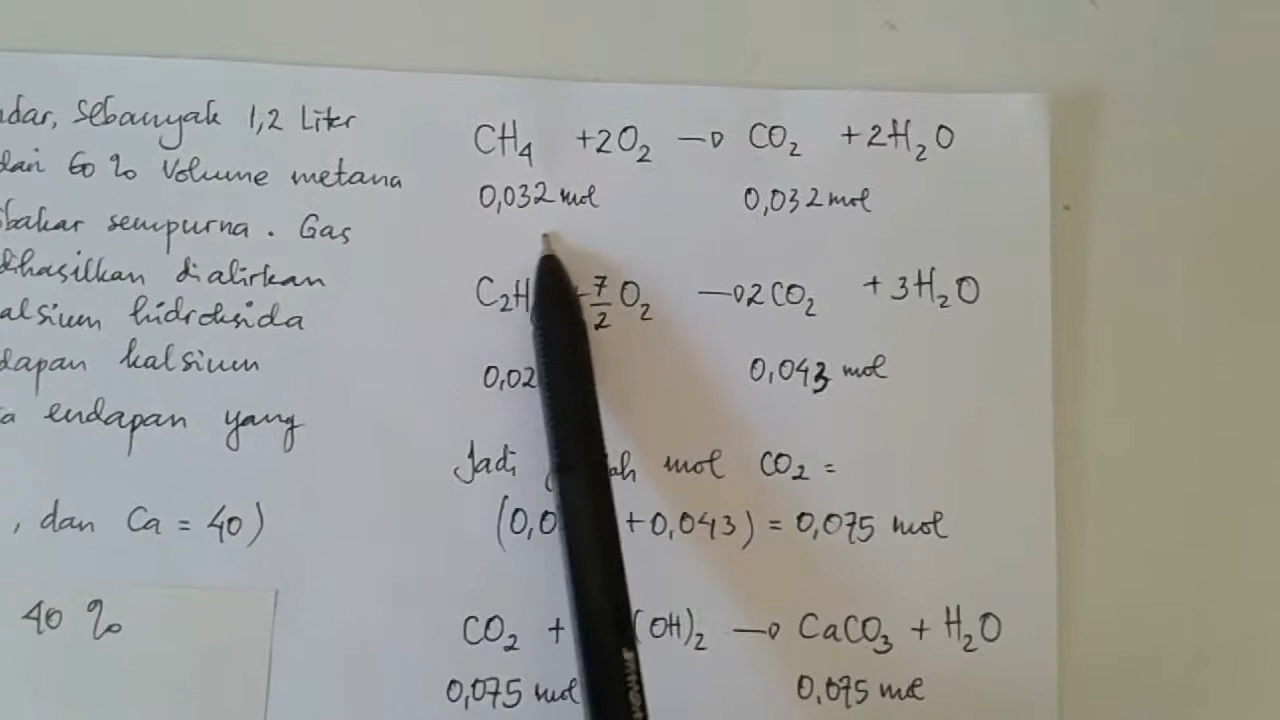 ndar, Sebanyak 1,2 Liter
dari 60 % Volume metana
bakar sempurna. Gas
dihasilkan dialirkan
alsium hidroksida
dapan kalsium
a endapan yang
, dan Ca = 40)
40 %
CH₄ + 2O₂ → CO₂ + 2H₂O
0,032 mol 0,032 mol
C₂H + 7/2 O₂ → 2CO₂ + 3H₂O
0,02 0,043 mol
Jadi ah mol CO₂ =
(0,0 + 0,043) = 0,075 mol
CO₂ + (OH)₂ → CaCO₃ + H₂O
0,075 mol 0,075 mol